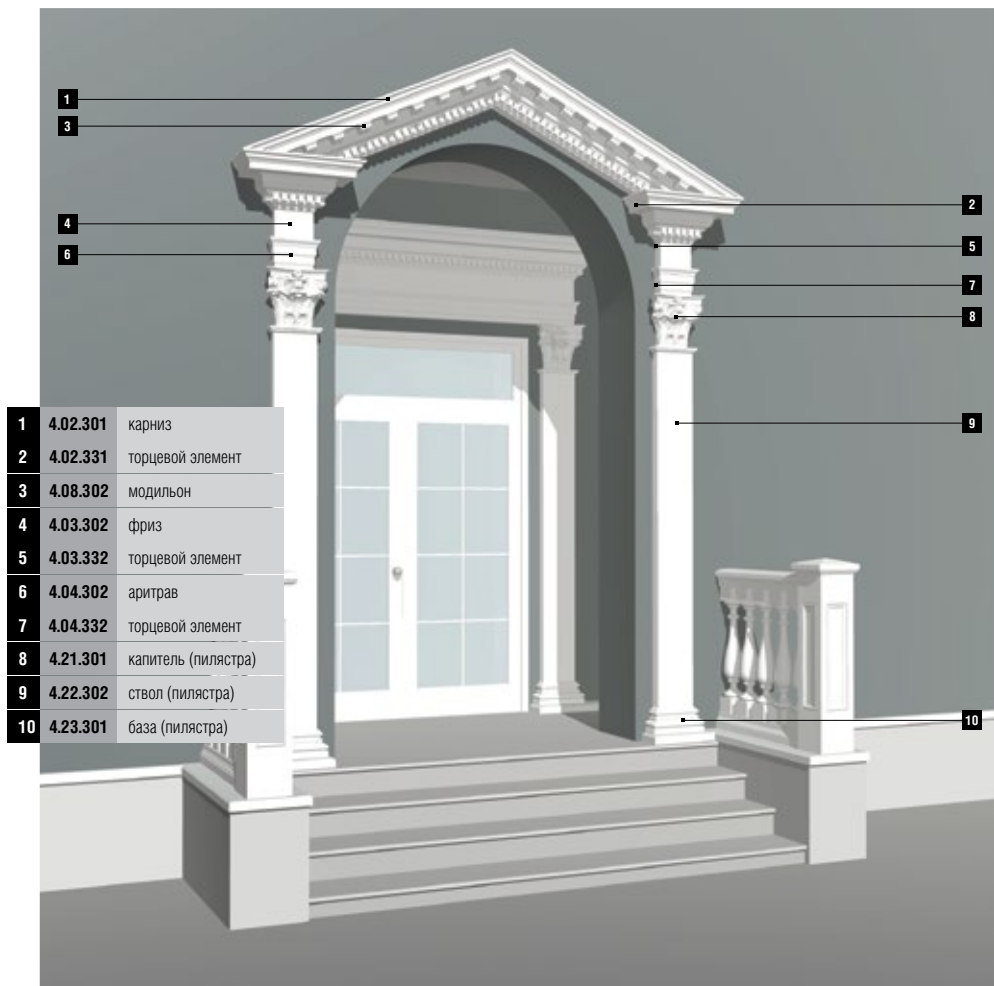 1
3
2
4
5
6
7
8
9
10
1 4.02.301 карниз
2 4.02.331 торцевой элемент
3 4.08.302 модильон
4 4.03.302 фриз
5 4.03.332 торцевой элемент
6 4.04.302 аритрав
7 4.04.332 торцевой элемент
8 4.21.301 капитель (пилястра)
9 4.22.302 ствол (пилястра)
10 4.23.301 база (пилястра)